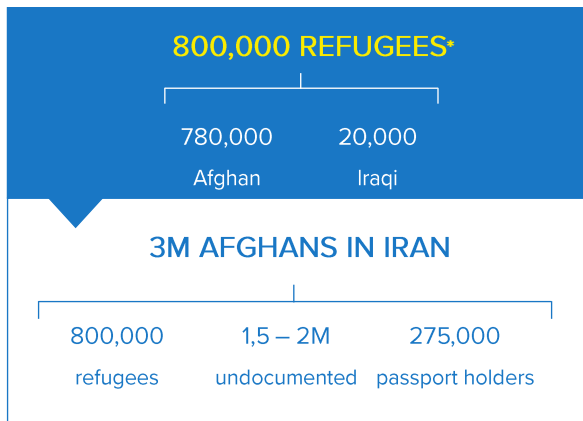 800,000 REFUGEES*
780,000 20,000
Afghan Iraqi
3M AFGHANS IN IRAN
800,000 1,5 – 2M 275,000
refugees undocumented passport holders